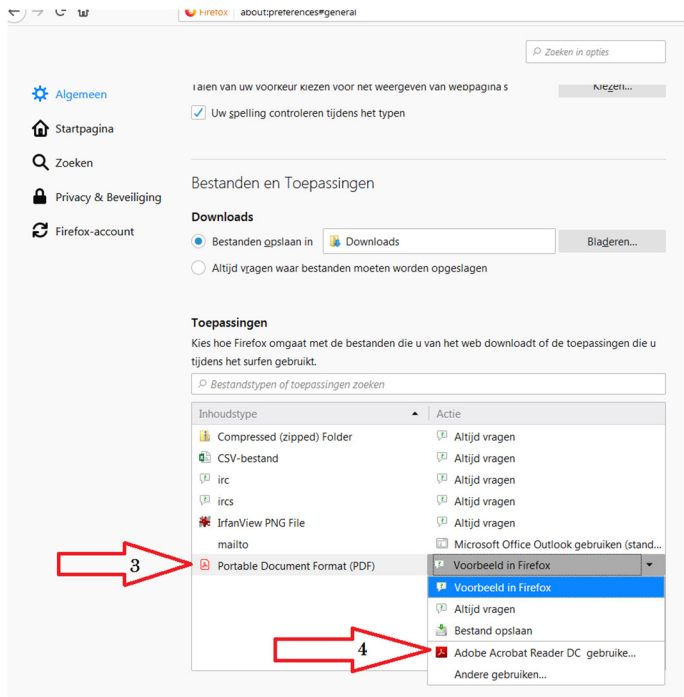 Firefox about:preferences#general
Zoeken in opties
Algemeen
Talen van uw voorkeur kiezen voor het weergeven van webpagina's Kiezen...
Uw spelling controleren tijdens het typen
Startpagina
Zoeken
Privacy & Beveiliging
Firefox-account
Bestanden en Toepassingen
Downloads
Bestanden opslaan in Downloads Bladeren...
Altijd vragen waar bestanden moeten worden opgeslagen
Toepassingen
Kies hoe Firefox omgaat met de bestanden die u van het web downloadt of de toepassingen die u
tijdens het surfen gebruikt.
Bestandstypen of toepassingen zoeken
Inhoudstype Actie
Compressed (zipped) Folder Altijd vragen
CSV-bestand Altijd vragen
irc Altijd vragen
ircs Altijd vragen
IrfanView PNG File Altijd vragen
mailto Microsoft Office Outlook gebruiken (stand...
3 Portable Document Format (PDF) Voorbeeld in Firefox
Voorbeeld in Firefox
Altijd vragen
Bestand opslaan
4 Adobe Acrobat Reader DC gebruike...
Andere gebruiken...